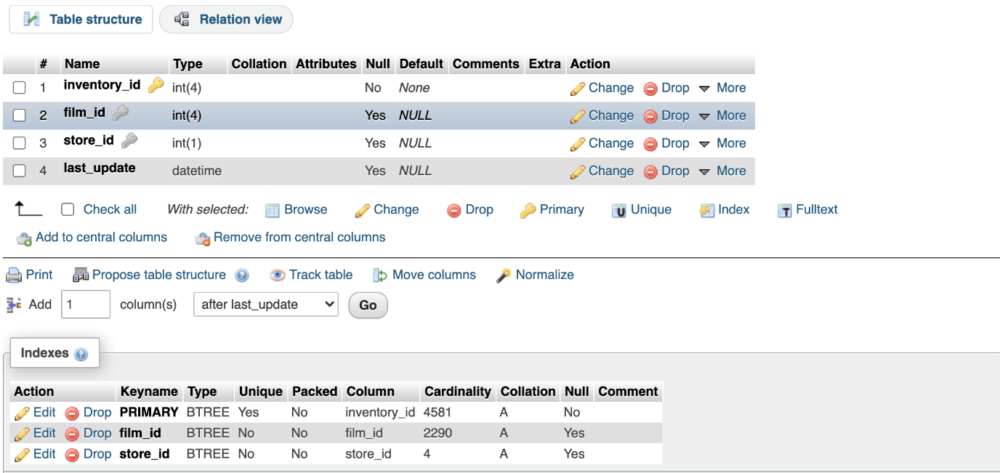 Table structure Relation view
# Name Type Collation Attributes Null Default Comments Extra Action
1 inventory_id int(4) No None Change Drop More
2 film_id int(4) Yes NULL Change Drop More
3 store_id int(1) Yes NULL Change Drop More
4 last_update datetime Yes NULL Change Drop More
Check all With selected: Browse Change Drop Primary Unique Index Fulltext
Add to central columns Remove from central columns
Print Propose table structure Track table Move columns Normalize
Add 1 column(s) after last_update Go
Indexes
Action Keyname Type Unique Packed Column Cardinality Collation Null Comment
Edit Drop PRIMARY BTREE Yes No inventory_id 4581 A No
Edit Drop film_id BTREE No No film_id 2290 A Yes
Edit Drop store_id BTREE No No store_id 4 A Yes